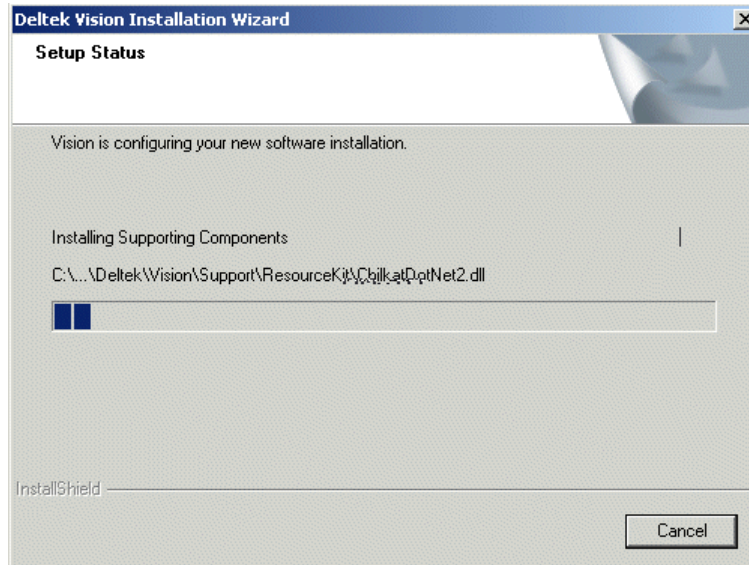 Deltek Vision Installation Wizard
Setup Status
Vision is configuring your new software installation.
Installing Supporting Components
C:\...\Deltek\Vision\Support\ResourceKit\ChilkatDotNet2.dll
InstallShield
Cancel